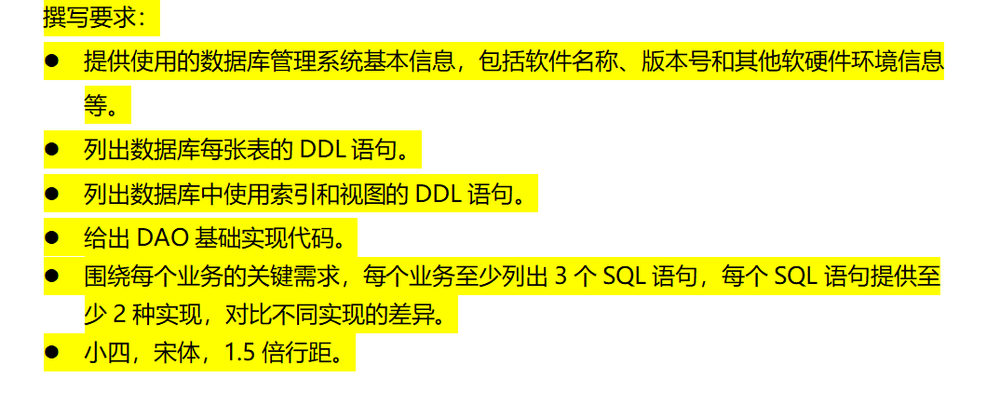 撰写要求：
● 提供使用的数据库管理系统基本信息，包括软件名称、版本号和其他软硬件环境信息
等。
● 列出数据库每张表的 DDL 语句。
● 列出数据库中使用索引和视图的 DDL 语句。
● 给出 DAO 基础实现代码。
● 围绕每个业务的关键需求，每个业务至少列出 3 个 SQL 语句，每个 SQL 语句提供至
少 2 种实现，对比不同实现的差异。
● 小四，宋体，1.5 倍行距。